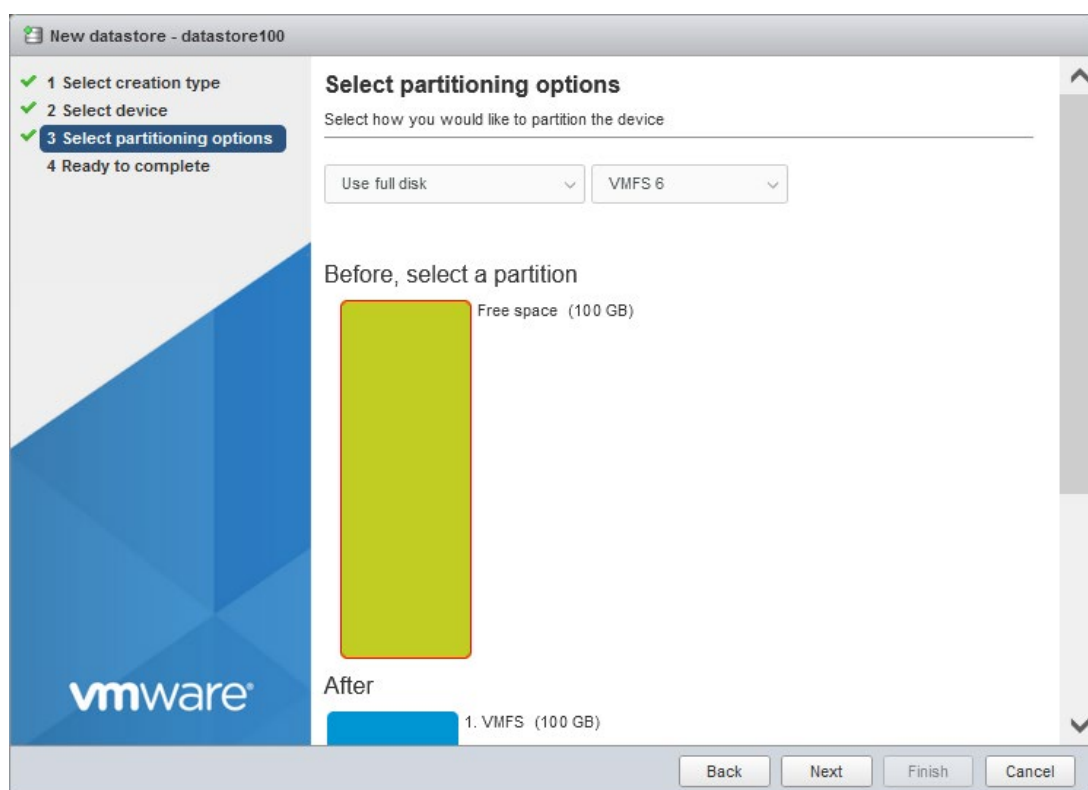 New datastore - datastore100
1 Select creation type
2 Select device
3 Select partitioning options
4 Ready to complete
vmware®
Select partitioning options
Select how you would like to partition the device
Use full disk
VMFS 6
Before, select a partition
Free space (100 GB)
After
1. VMFS (100 GB)
Back
Next
Finish
Cancel